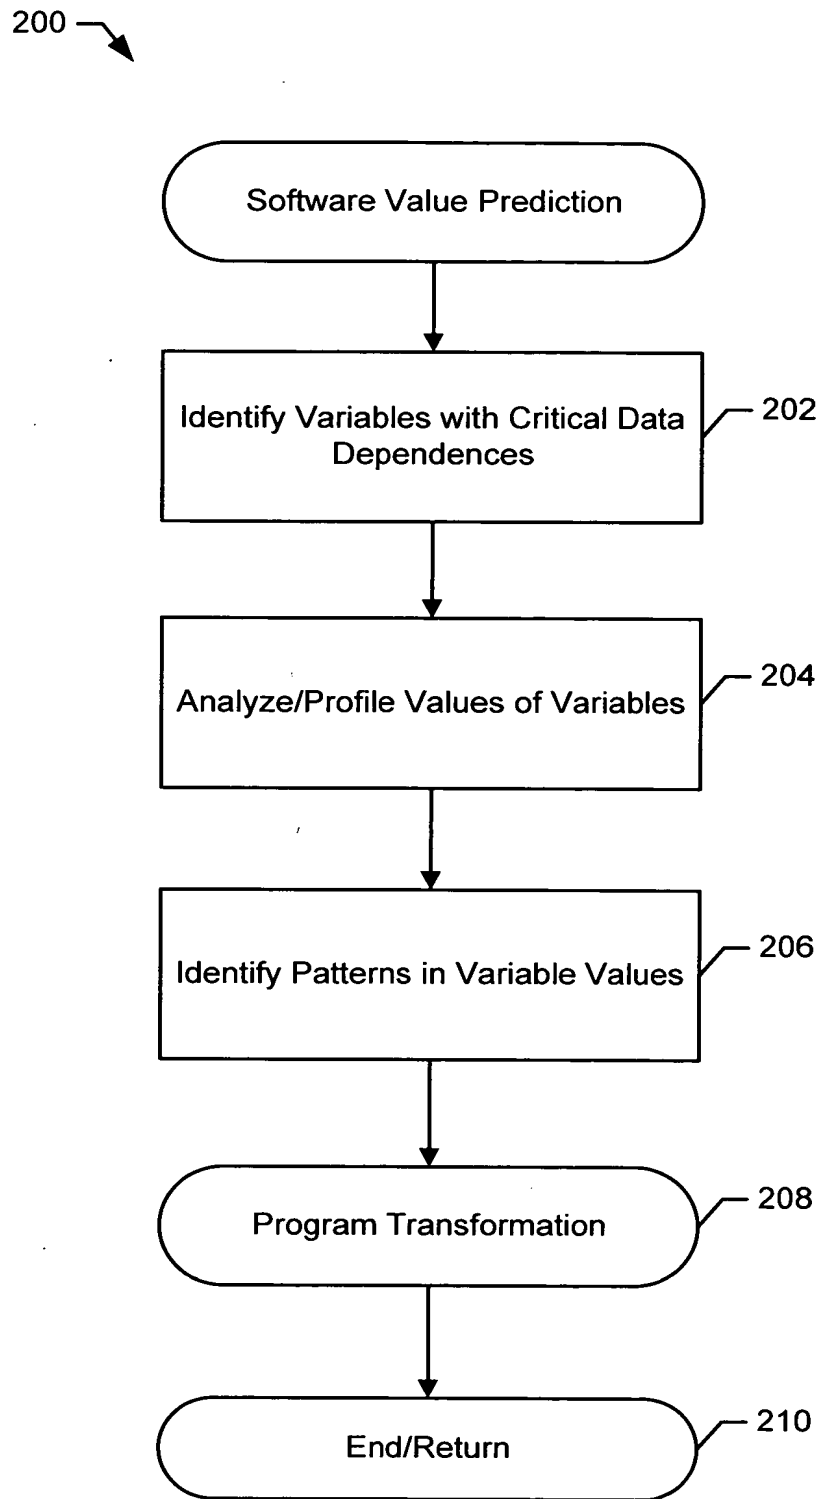 200
Software Value Prediction
Identify Variables with Critical Data
Dependences
202
Analyze/Profile Values of Variables
204
Identify Patterns in Variable Values
206
Program Transformation
208
End/Return
210